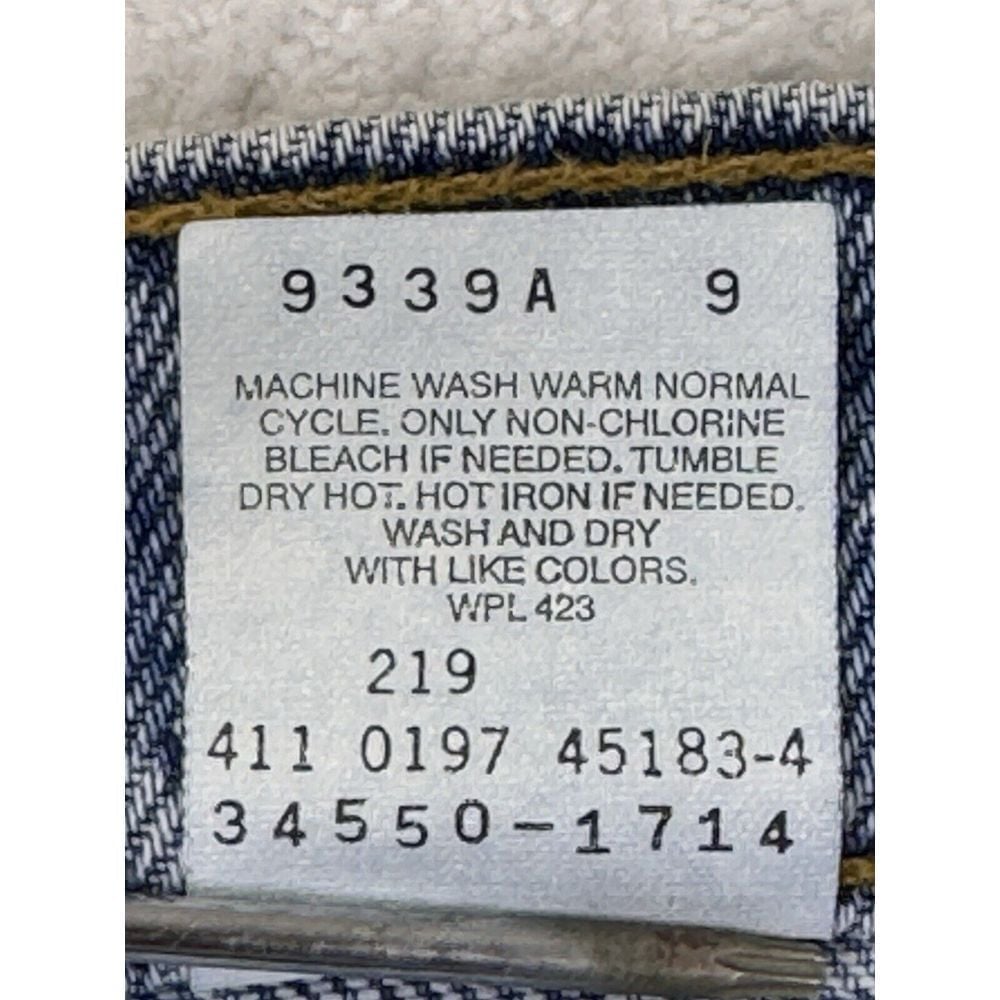 9339A 9
MACHINE WASH WARM NORMAL
CYCLE. ONLY NON-CHLORINE
BLEACH IF NEEDED. TUMBLE
DRY HOT. HOT IRON IF NEEDED.
WASH AND DRY
WITH LIKE COLORS.
WPL 423
219
411 0197 45183-4
34550-1714